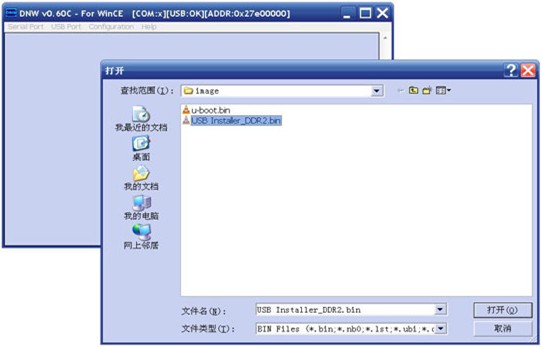 DNW v0.60C - For WinCE [COM:x][USB:OK][ADDR:0x27e00000]
Serial Port USB Port Configuration Help
打开
查找范围(I): image
我最近的文档
桌面
我的文档
我的电脑
网上邻居
u-boot.bin
USB Installer_DDR2.bin
文件名(N): USB Installer_DDR2.bin 打开(O)
文件类型(T): BIN Files (*.bin;*.nb0;*.lst;*.ubi;*. 取消